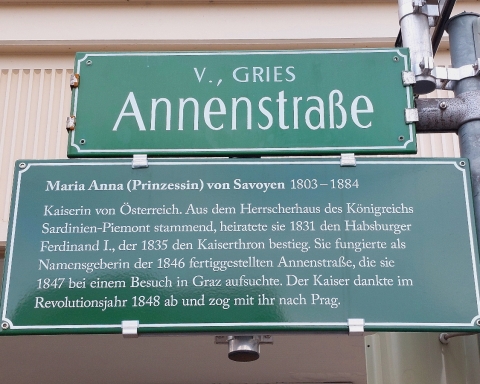 V., GRIES
Annenstraße
Maria Anna (Prinzessin) von Savoyen 1803–1884
Kaiserin von Österreich. Aus dem Herrscherhaus des Königreichs
Sardinien-Piemont stammend, heiratete sie 1831 den Habsburger
Ferdinand I., der 1835 den Kaiserthron bestieg. Sie fungierte als
Namensgeberin der 1846 fertiggestellten Annenstraße, die sie
1847 bei einem Besuch in Graz aufsuchte. Der Kaiser dankte im
Revolutionsjahr 1848 ab und zog mit ihr nach Prag.